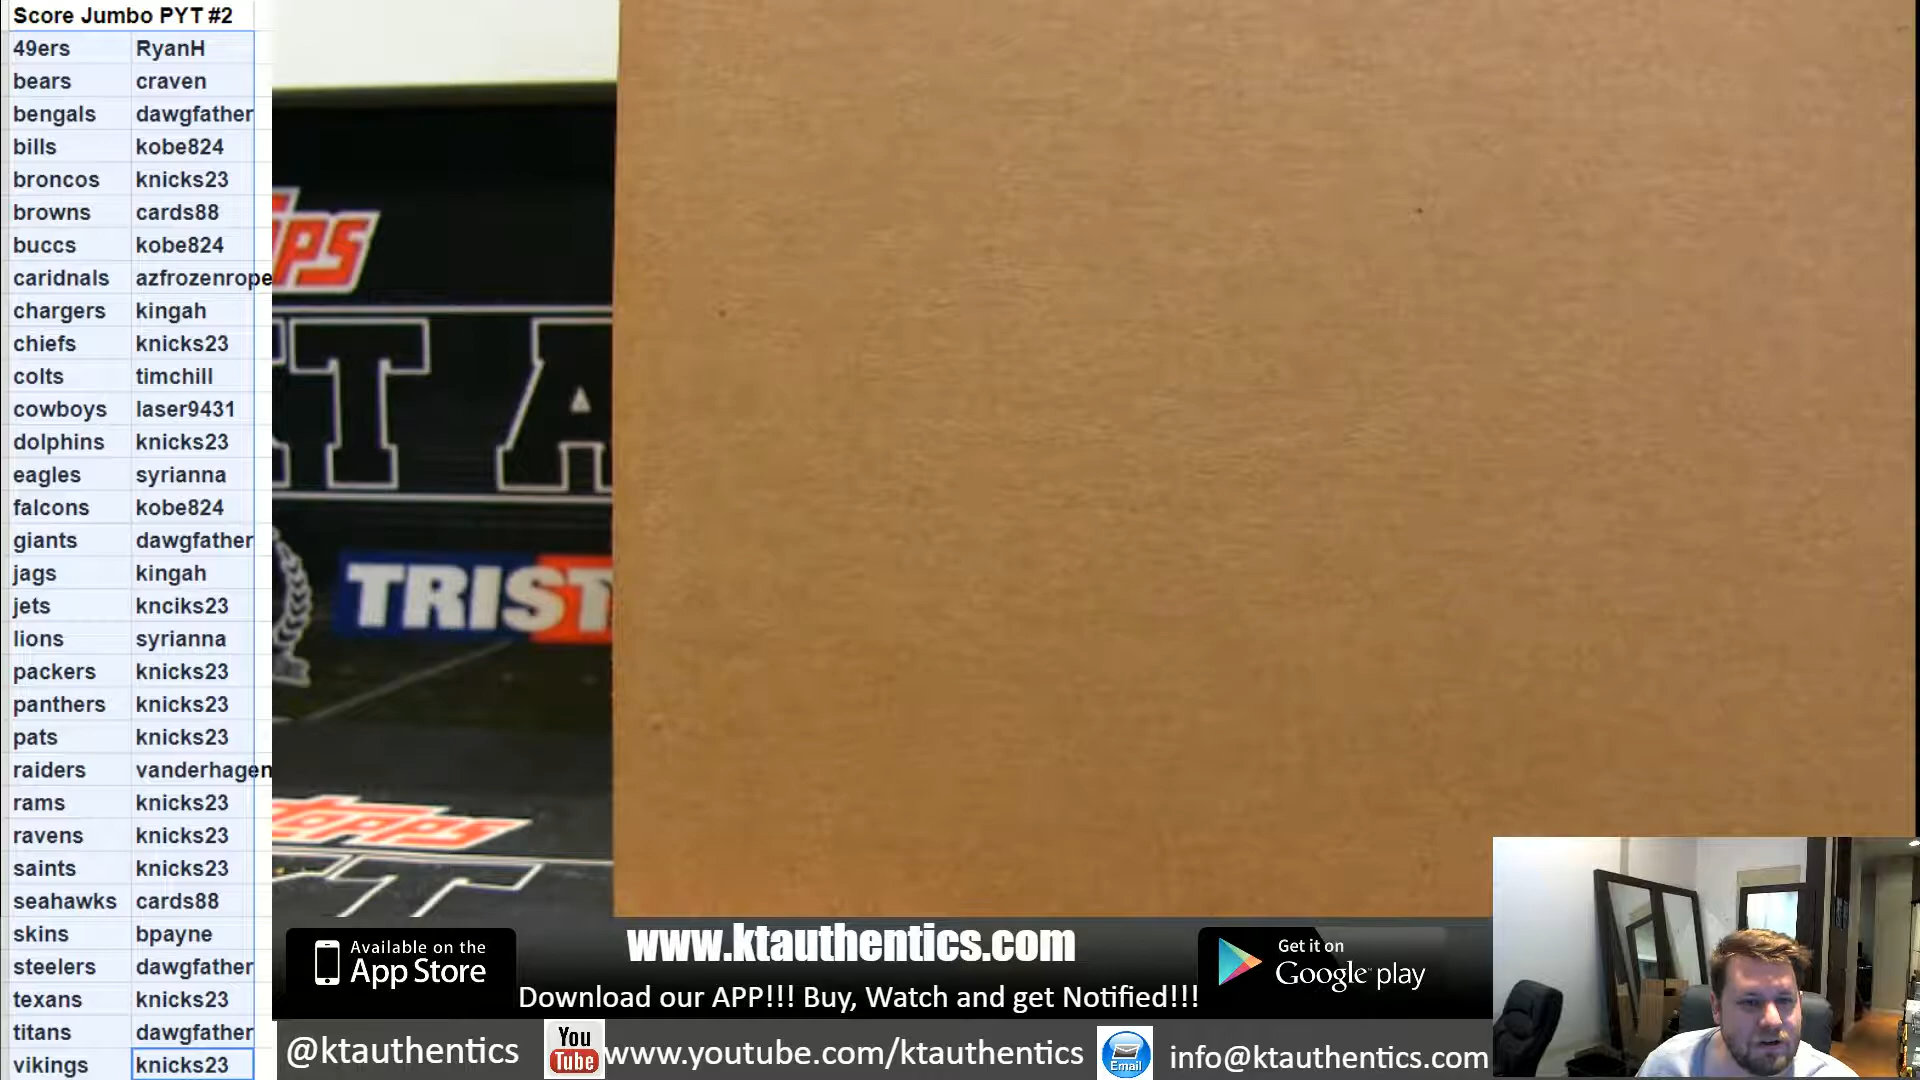 Score Jumbo PYT #2
49ers RyanH
bears craven
bengals dawgfather
bills kobe824
broncos knicks23
browns cards88
buccs kobe824
caridnals azfrozenrope
chargers kingah
chiefs knicks23
colts timchill
cowboys laser9431
dolphins knicks23
eagles syrianna
falcons kobe824
giants dawgfather
jags kingah
jets knciks23
lions syrianna
packers knicks23
panthers knicks23
pats knicks23
raiders vanderhagen
rams knicks23
ravens knicks23
saints knicks23
seahawks cards88
skins bpayne
steelers dawgfather
texans knicks23
titans dawgfather
vikings knicks23
PS
T A
TRIST
topps
T
Available on the
App Store
www.ktauthentics.com
Get it on
Google play
Download our APP!!! Buy, Watch and get Notified!!!
@ktauthentics
You
Tube
www.youtube.com/ktauthentics
Email
info@ktauthentics.com